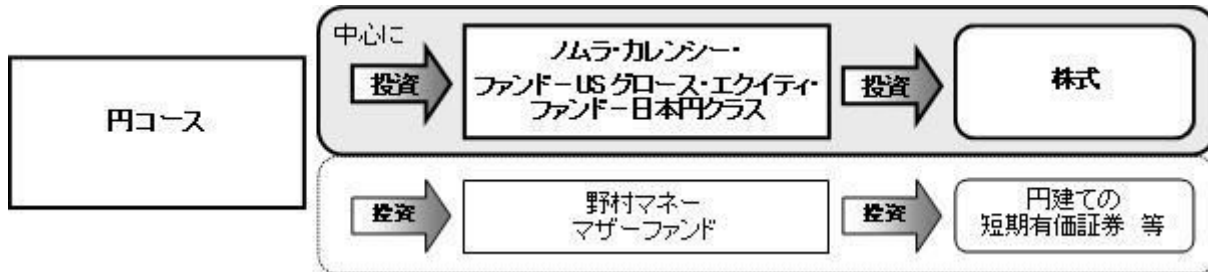 円コース
中心に
投資
ノムラ・カレンシー・
ファンド－US グロース・エクイティ・
ファンド－日本円クラス
投資
株式
投資
野村マネー
マザーファンド
投資
円建ての
短期有価証券 等